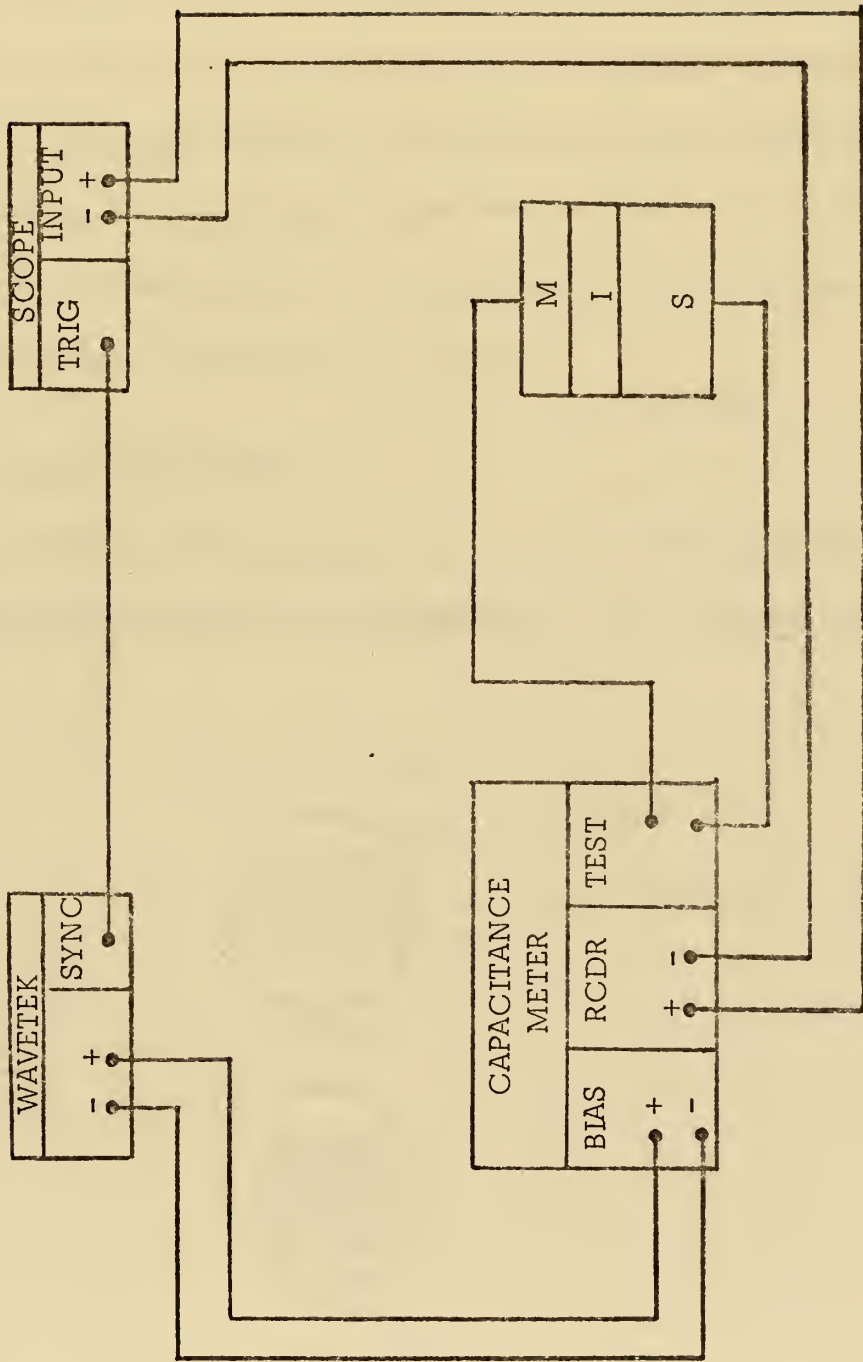 WAVETEK
- +
SYNC
SCOPE
TRIG
INPUT
- +
CAPACITANCE
METER
BIAS
+
-
RCDR
+ -
TEST
M
I
S